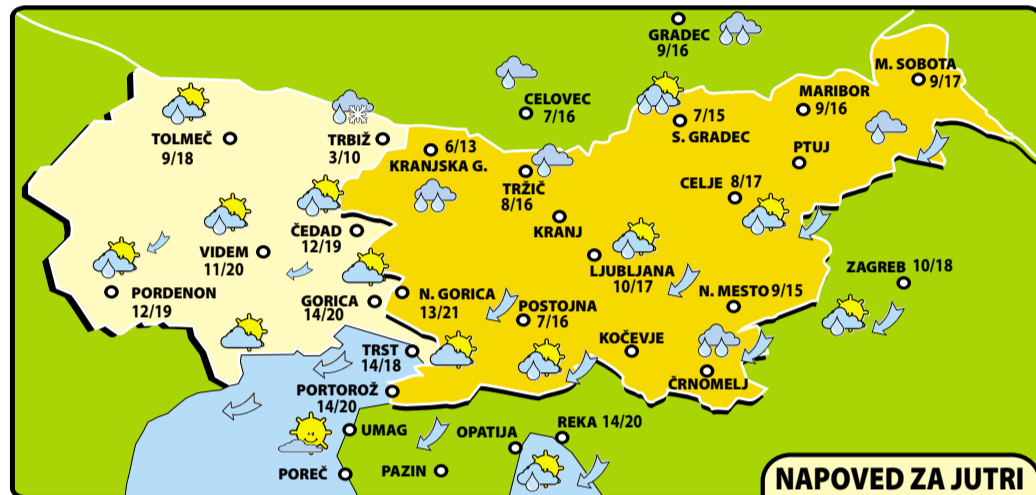 GRADEC
9/16
M. SOBOTA
9/17
CELOVEC
7/16
MARIBOR
9/16
7/15
S. GRADEC
TOLMEČ
9/18
TRBIŽ
3/10
6/13
KRANJSKA G.
PTUJ
TRŽIČ
8/16
CELJE 8/17
KRANJ
ČEDAD
12/19
VIDEM
11/20
LJUBLJANA
10/17
ZAGREB 10/18
PORDENON
12/19
GORICA
14/20
N. GORICA
13/21
POSTOJNA
7/16
N. MESTO 9/15
KOČEVJE
TRST
14/18
ČRNOMELJ
PORTOROŽ
14/20
UMAG
OPATIJA
REKA 14/20
POREČ
PAZIN
NAPOVED ZA JUTRI